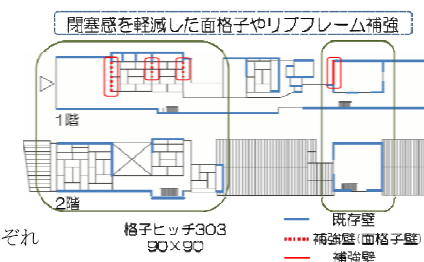 閉塞感を軽減した面格子やリブフレーム補強
1階
2階
ぞれ
格子ヒッチ303
90×90
既存壁
補強壁(面格子壁)
補強壁